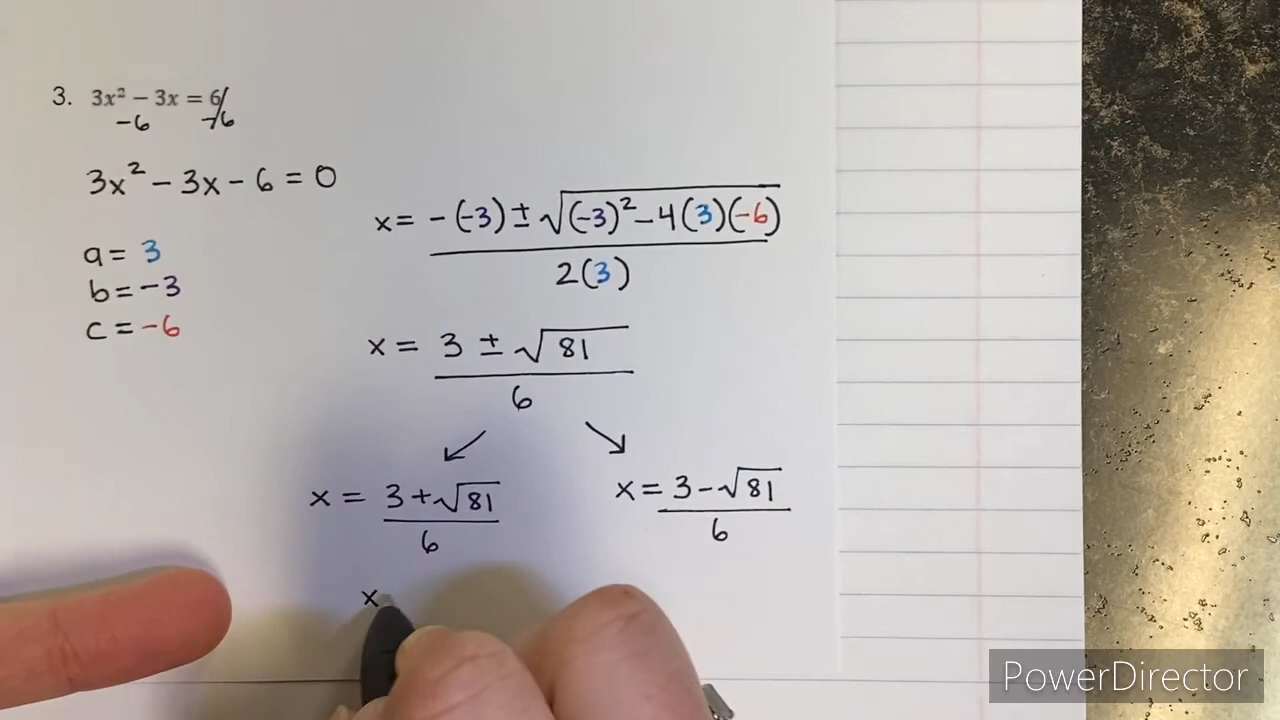 3. 3x² – 3x = 6
–6 –6
3x² – 3x – 6 = 0
a = 3
b = –3
c = –6
x = –(–3) ± √(–3)² – 4(3)(–6)
2(3)
x = 3 ± √81
6
↙ ↘
x = 3 + √81
6
x = 3 – √81
6
x
PowerDirector